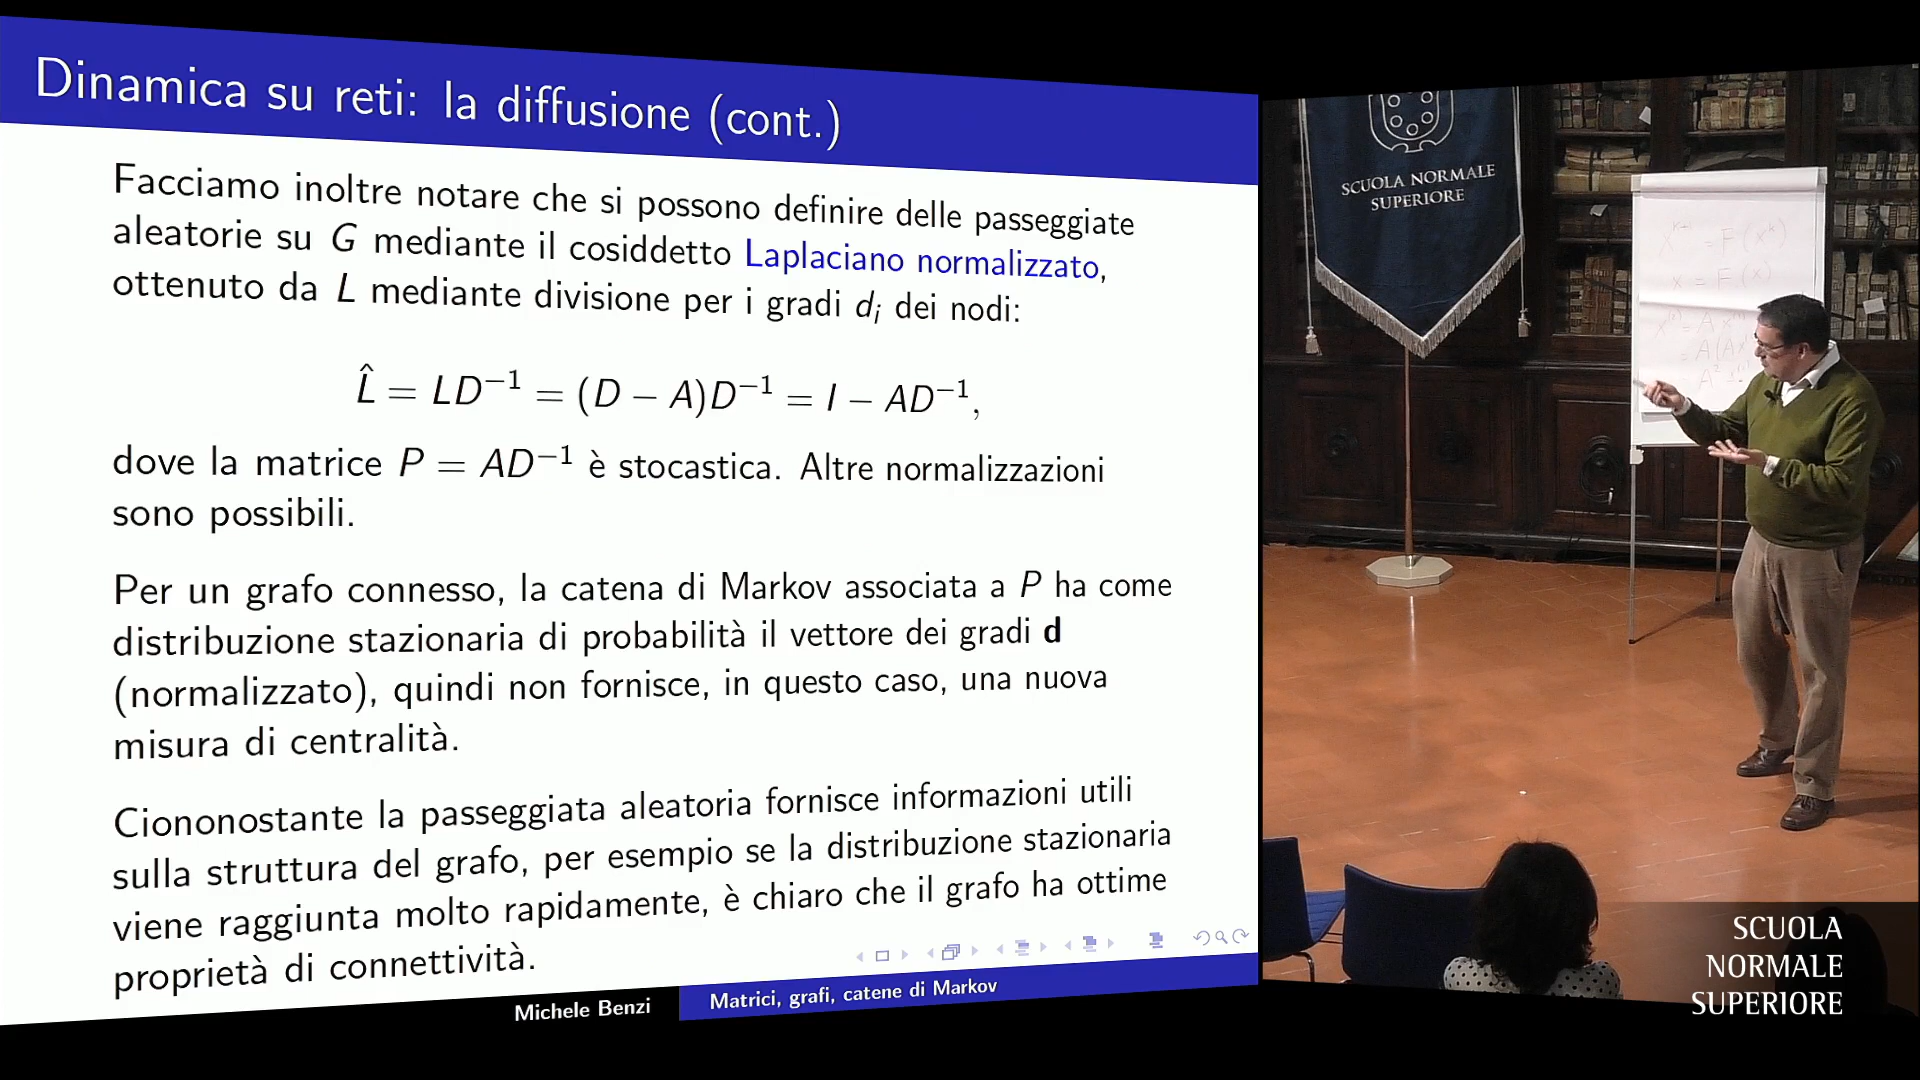 Dinamica su reti: la diffusione (cont.)
Facciamo inoltre notare che si possono definire delle passeggiate
aleatorie su G mediante il cosiddetto Laplaciano normalizzato,
ottenuto da L mediante divisione per i gradi dᵢ dei nodi:
L̂ = LD⁻¹ = (D − A)D⁻¹ = I − AD⁻¹,
dove la matrice P = AD⁻¹ è stocastica. Altre normalizzazioni
sono possibili.
Per un grafo connesso, la catena di Markov associata a P ha come
distribuzione stazionaria di probabilità il vettore dei gradi d
(normalizzato), quindi non fornisce, in questo caso, una nuova
misura di centralità.
Ciononostante la passeggiata aleatoria fornisce informazioni utili
sulla struttura del grafo, per esempio se la distribuzione stazionaria
viene raggiunta molto rapidamente, è chiaro che il grafo ha ottime
proprietà di connettività.
Michele Benzi
Matrici, grafi, catene di Markov
SCUOLA NORMALE
SUPERIORE
x = F(x)
SCUOLA
NORMALE
SUPERIORE